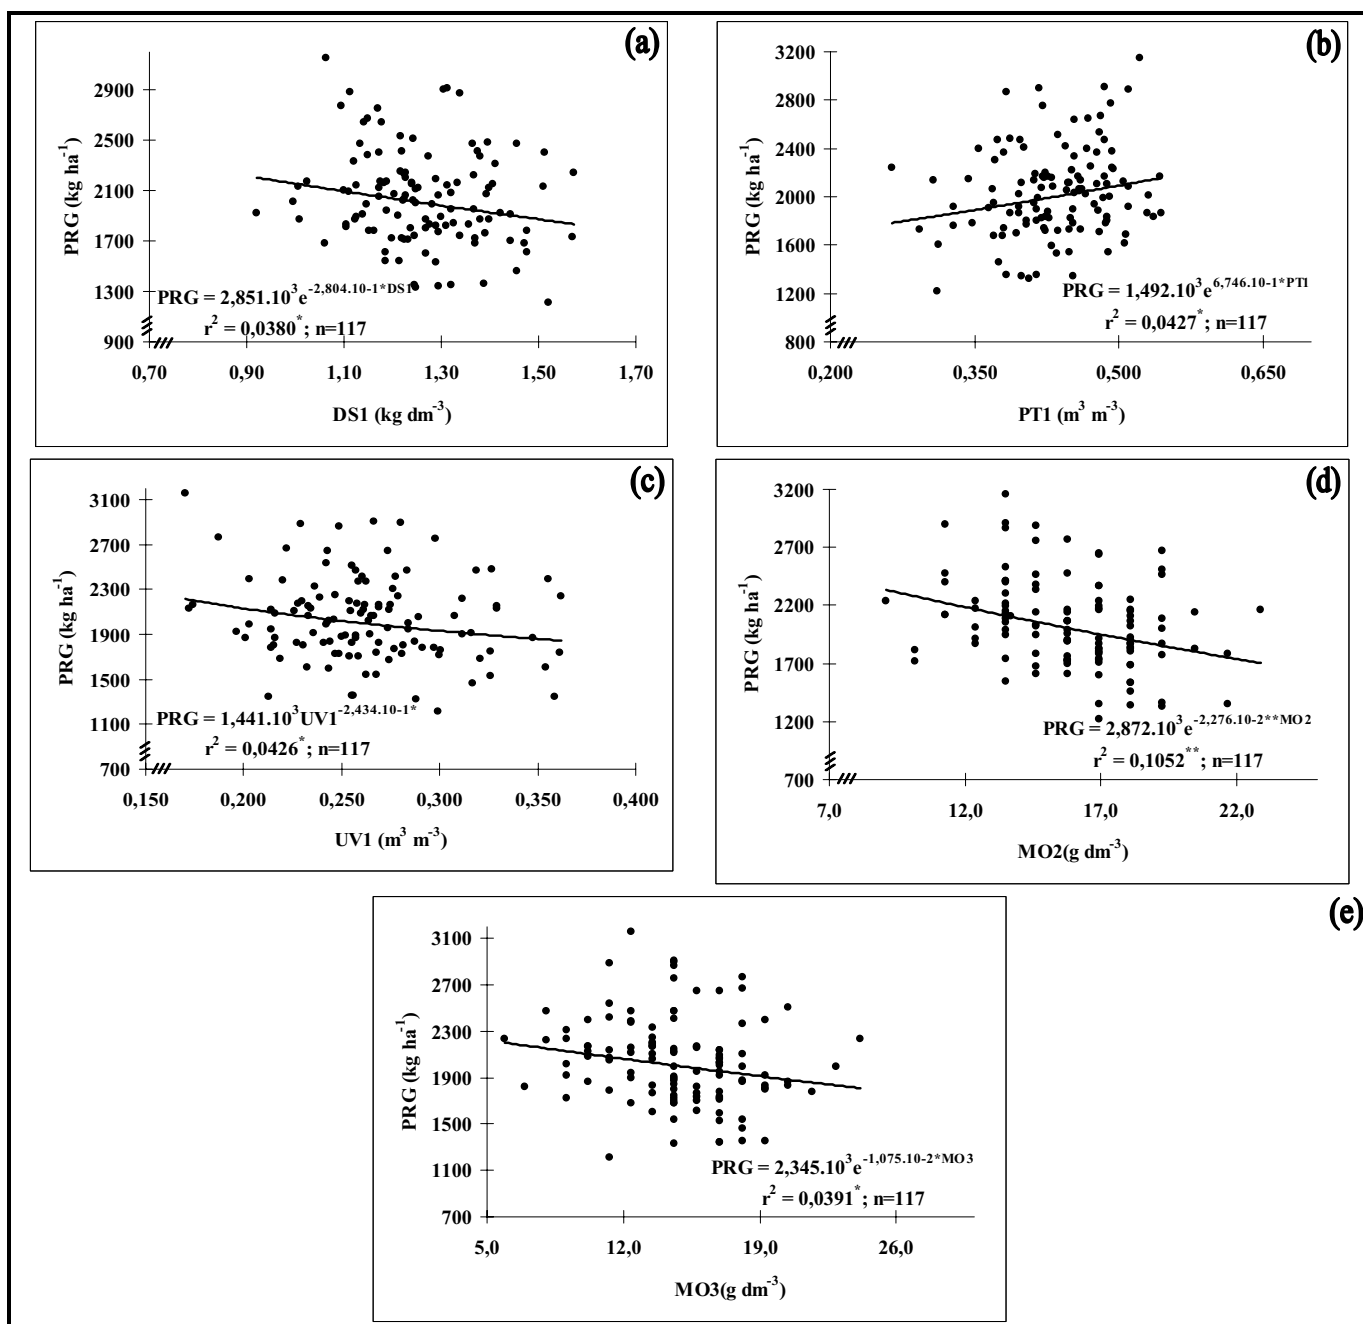 (a)
PRG (kg ha⁻¹)
2900
2500
2100
1700
1300
900
PRG = 2,851.10³ e^-2,804.10-1*DS1
r² = 0,0380*; n=117
0,70 0,90 1,10 1,30 1,50 1,70
DS1 (kg dm⁻³)
(b)
PRG (kg ha⁻¹)
3200
2800
2400
2000
1600
1200
800
PRG = 1,492.10³ e^6,746.10-1*PT1
r² = 0,0427*; n=117
0,200 0,350 0,500 0,650
PT1 (m³ m⁻³)
(c)
PRG (kg ha⁻¹)
3100
2700
2300
1900
1500
1100
700
PRG = 1,441.10³ UV1^-2,434.10-1*
r² = 0,0426*; n=117
0,150 0,200 0,250 0,300 0,350 0,400
UV1 (m³ m⁻³)
(d)
PRG (kg ha⁻¹)
3200
2700
2200
1700
1200
700
PRG = 2,872.10³ e^-2,276.10-2**MO2
r² = 0,1052**; n=117
7,0 12,0 17,0 22,0
MO2(g dm⁻³)
(e)
PRG (kg ha⁻¹)
3100
2700
2300
1900
1500
1100
700
PRG = 2,345.10³ e^-1,075.10-2*MO3
r² = 0,0391*; n=117
5,0 12,0 19,0 26,0
MO3(g dm⁻³)